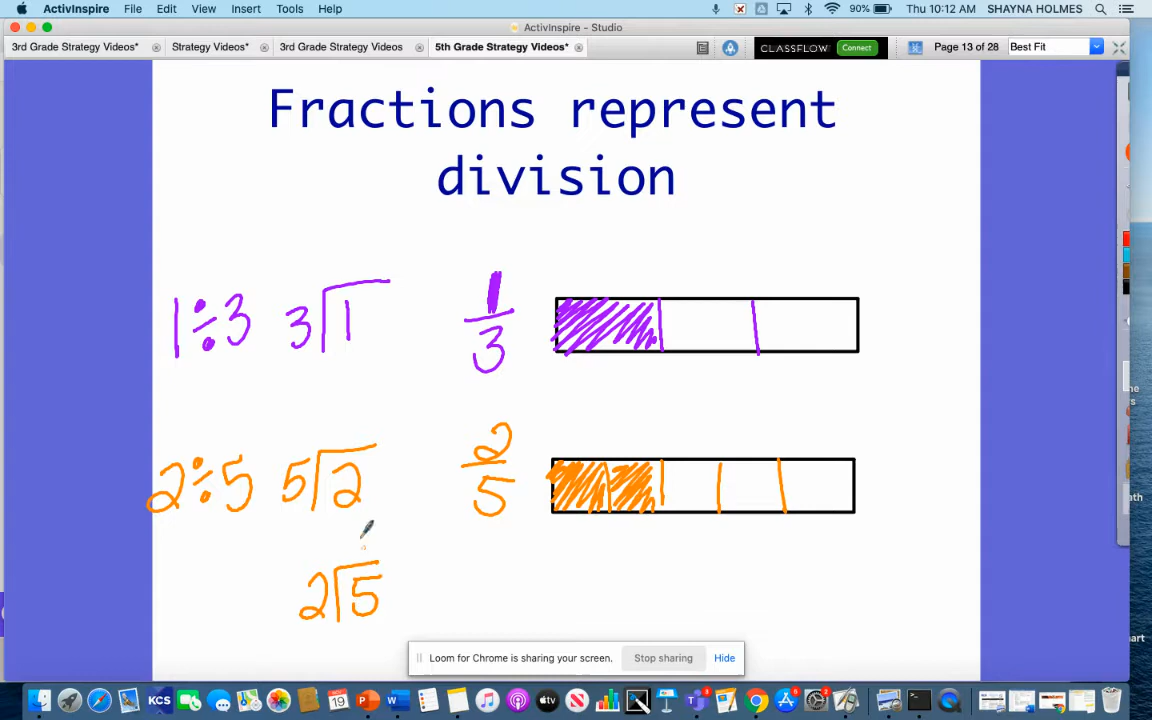 ActivInspire File Edit View Insert Tools Help 90% Thu 10:12 AM SHAYNA HOLMES
ActivInspire - Studio
3rd Grade Strategy Videos* Strategy Videos* 3rd Grade Strategy Videos 5th Grade Strategy Videos* CLASSFLOW Connect Page 13 of 28 Best Fit
Fractions represent
division
1÷3 3⟌1 1/3
2÷5 5⟌2 2/5
2⟌5
Loom for Chrome is sharing your screen. Stop sharing Hide
KCS